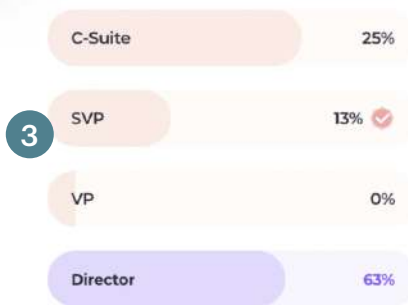 C-Suite 25%
3 SVP 13%
VP 0%
Director 63%